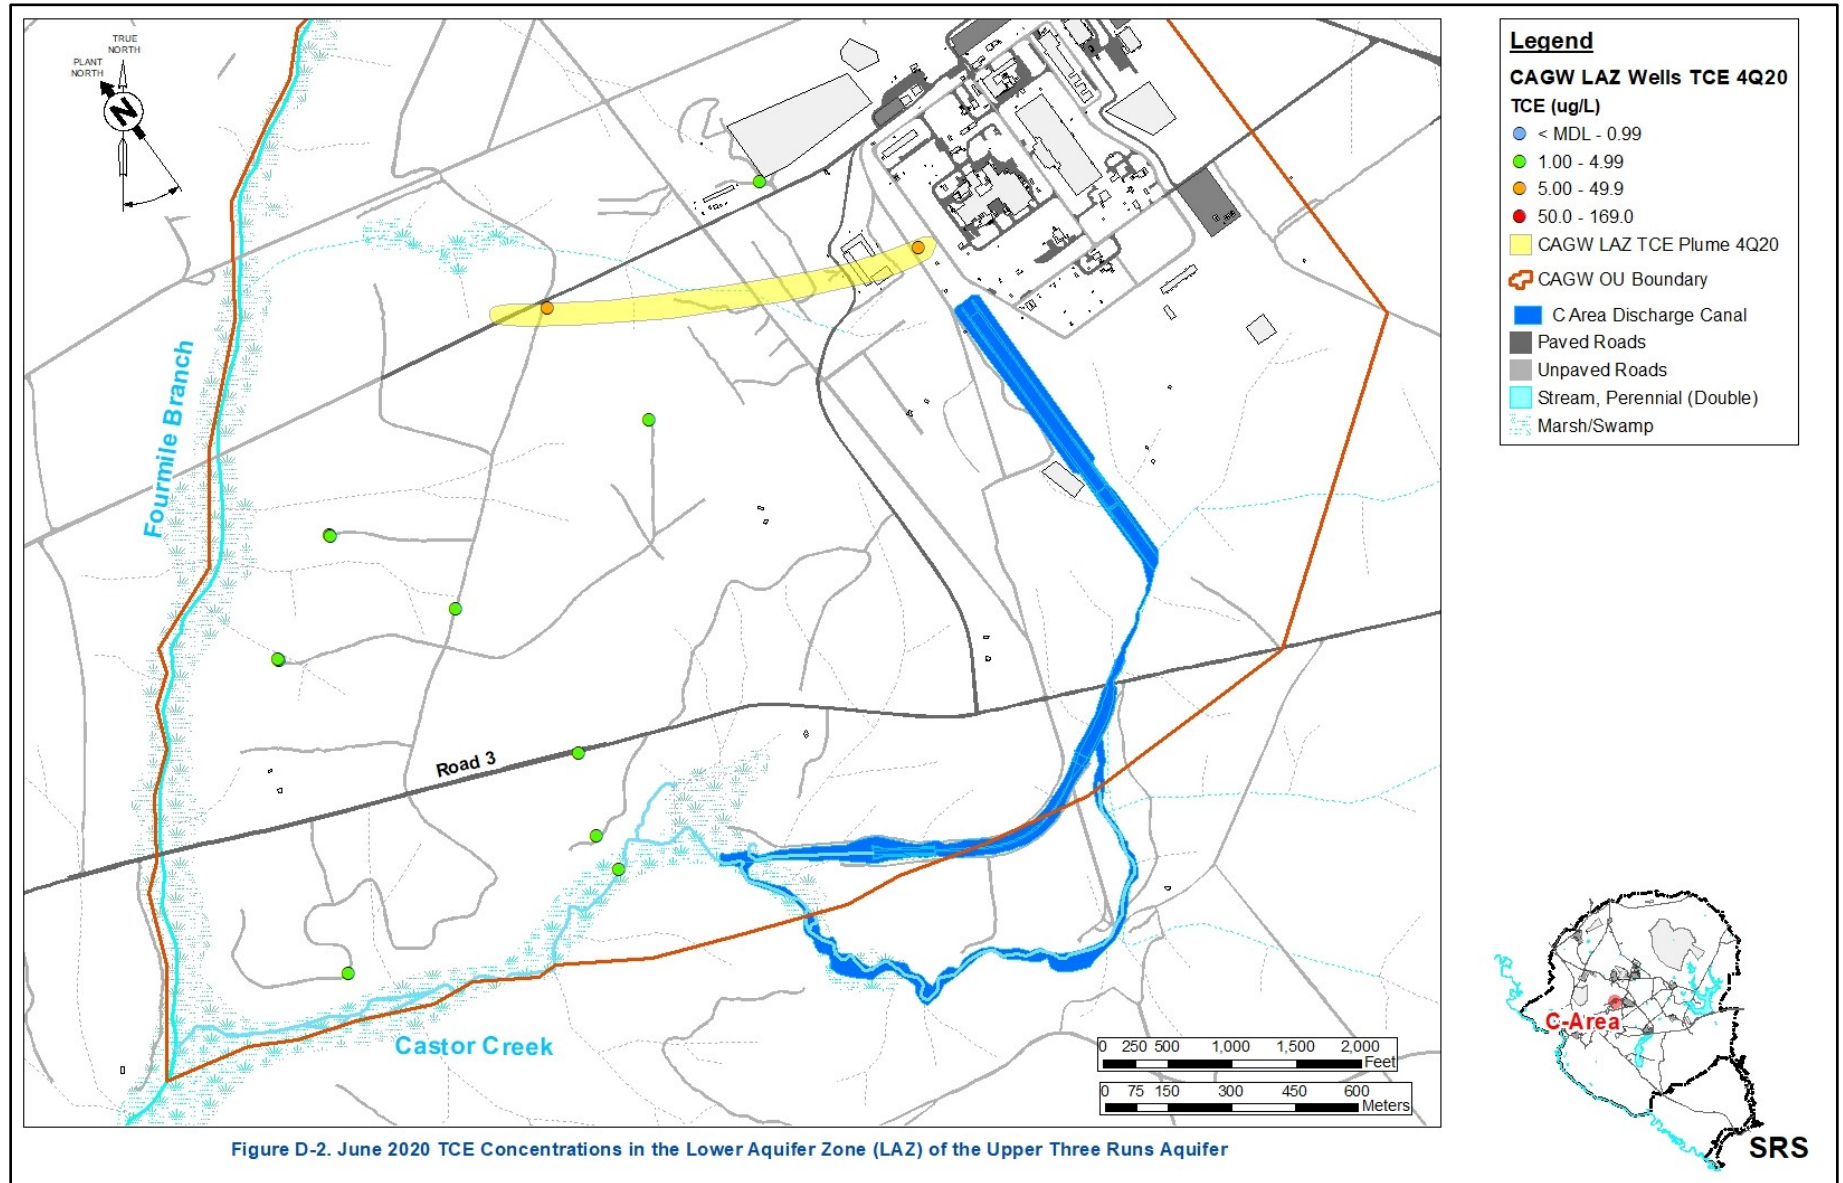 TRUE
NORTH
PLANT
NORTH
N
Fourmile Branch
Road 3
Castor Creek
0 250 500 1,000 1,500 2,000
Feet
0 75 150 300 450 600
Meters
Figure D-2. June 2020 TCE Concentrations in the Lower Aquifer Zone (LAZ) of the Upper Three Runs Aquifer
Legend
CAGW LAZ Wells TCE 4Q20
TCE (ug/L)
< MDL - 0.99
1.00 - 4.99
5.00 - 49.9
50.0 - 169.0
CAGW LAZ TCE Plume 4Q20
CAGW OU Boundary
C Area Discharge Canal
Paved Roads
Unpaved Roads
Stream, Perennial (Double)
Marsh/Swamp
C-Area
SRS